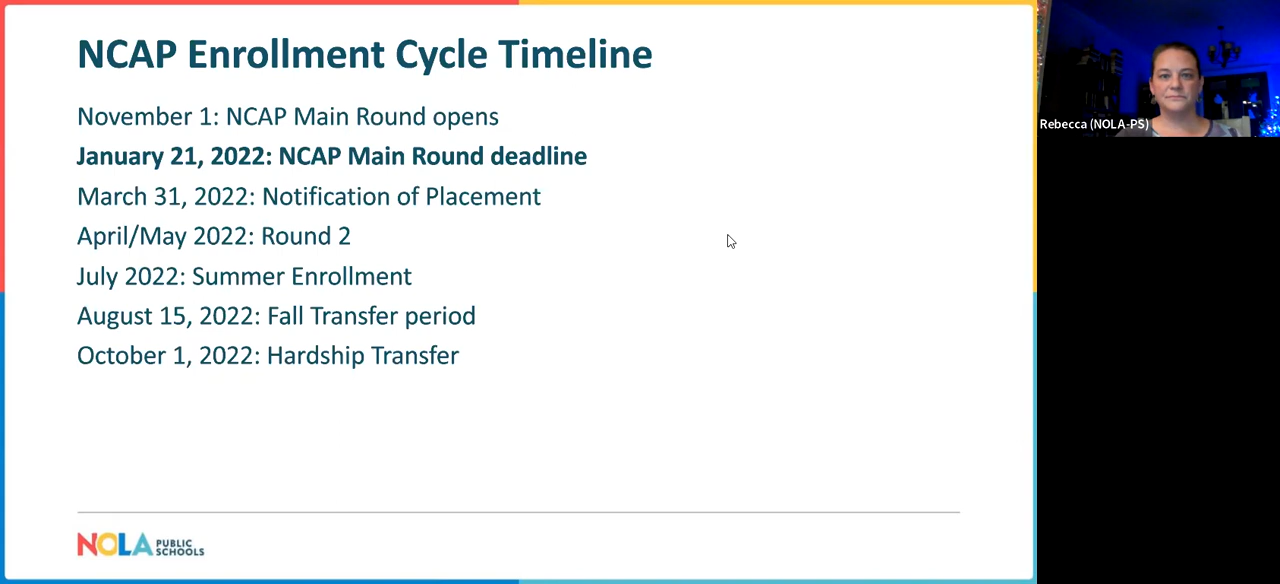 NCAP Enrollment Cycle Timeline
November 1: NCAP Main Round opens
January 21, 2022: NCAP Main Round deadline
March 31, 2022: Notification of Placement
April/May 2022: Round 2
July 2022: Summer Enrollment
August 15, 2022: Fall Transfer period
October 1, 2022: Hardship Transfer
NOLA PUBLIC
SCHOOLS
Rebecca (NOLA-PS)